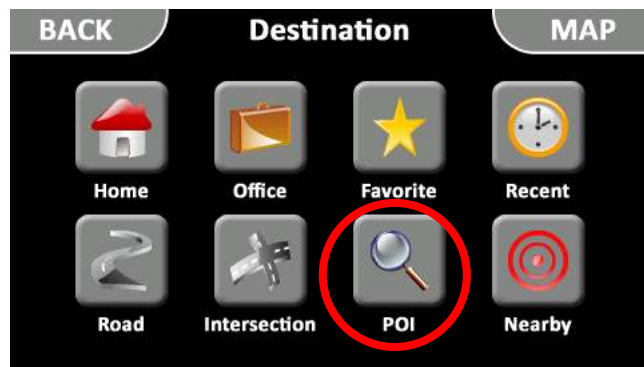 BACK Destination MAP
Home Office Favorite Recent
Road Intersection POI Nearby